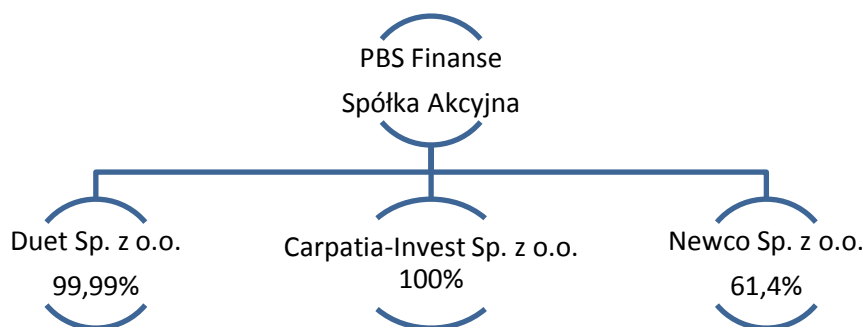 PBS Finanse
Spółka Akcyjna
Duet Sp. z o.o.
99,99%
Carpatia-Invest Sp. z o.o.
100%
Newco Sp. z o.o.
61,4%